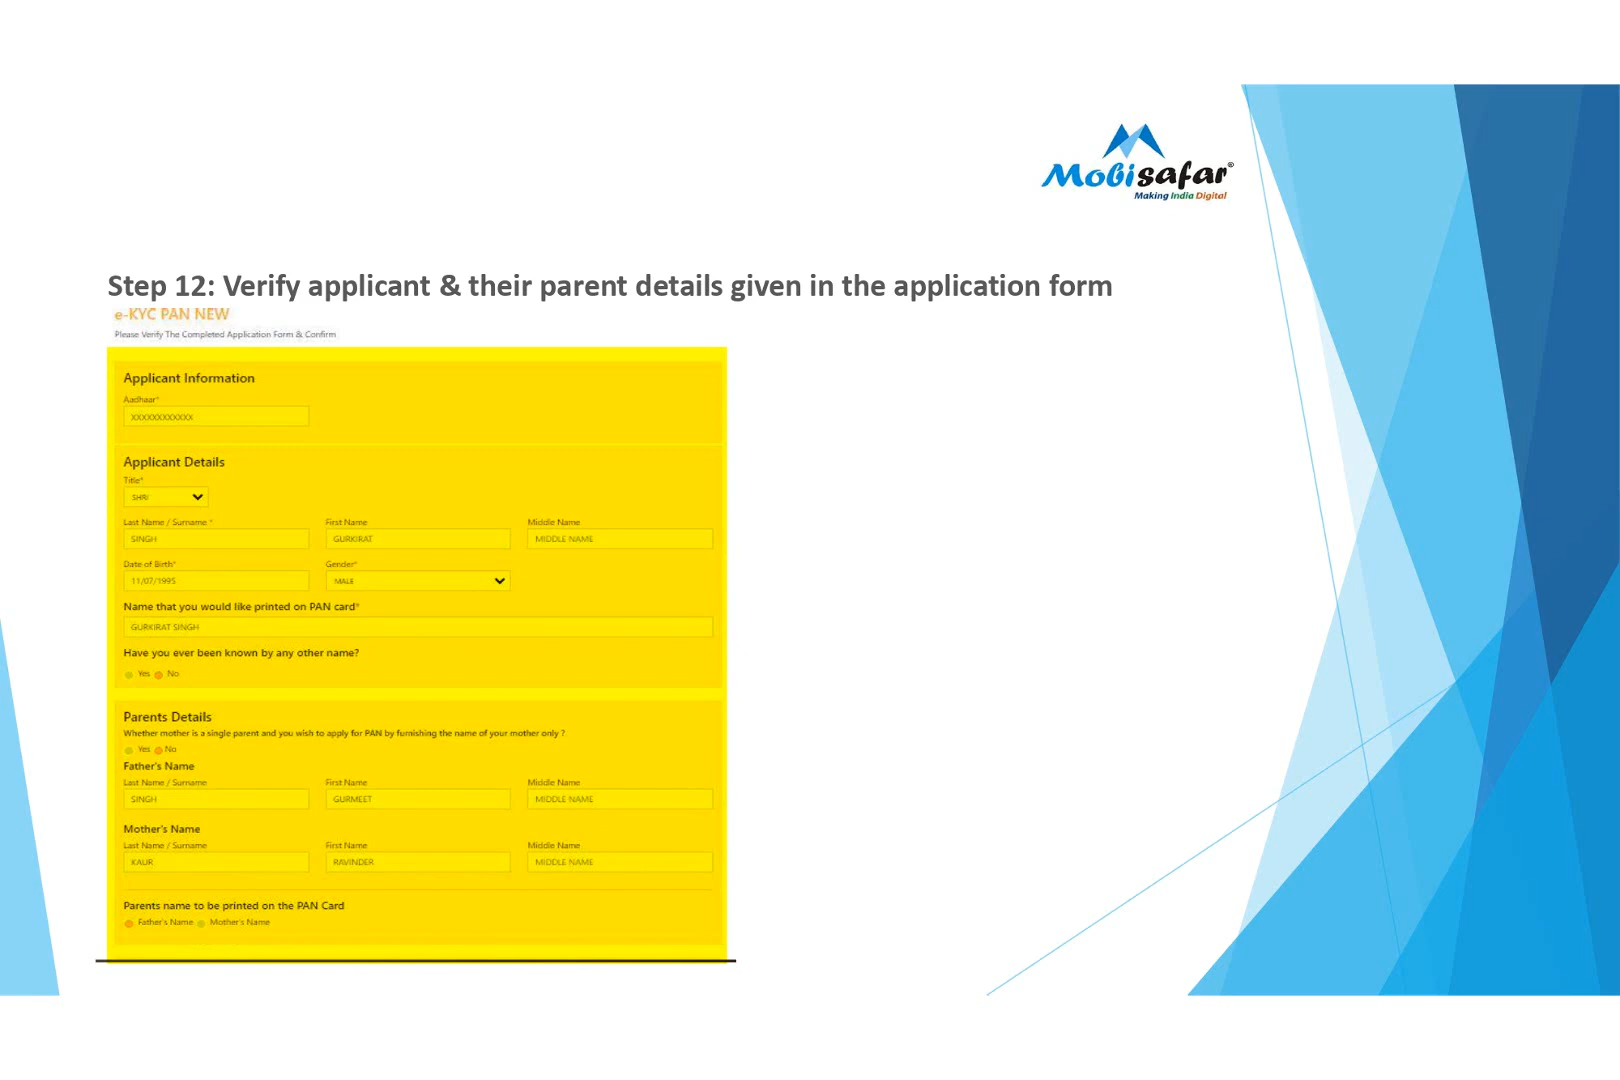 Mobisafar®
Making India Digital
Step 12: Verify applicant & their parent details given in the application form
e-KYC PAN NEW
Please Verify The Completed Application Form & Confirm
Applicant Information
Aadhaar*
XXXXXXXXXXXX
Applicant Details
Title*
SHRI
Last Name / Surname * First Name Middle Name
SINGH GURKIRAT MIDDLE NAME
Date of Birth* Gender*
11/07/1995 MALE
Name that you would like printed on PAN card*
GURKIRAT SINGH
Have you ever been known by any other name?
Yes No
Parents Details
Whether mother is a single parent and you wish to apply for PAN by furnishing the name of your mother only ?
Yes No
Father's Name
Last Name / Surname First Name Middle Name
SINGH GURMEET MIDDLE NAME
Mother's Name
Last Name / Surname First Name Middle Name
KAUR RAVINDER MIDDLE NAME
Parents name to be printed on the PAN Card
Father's Name Mother's Name